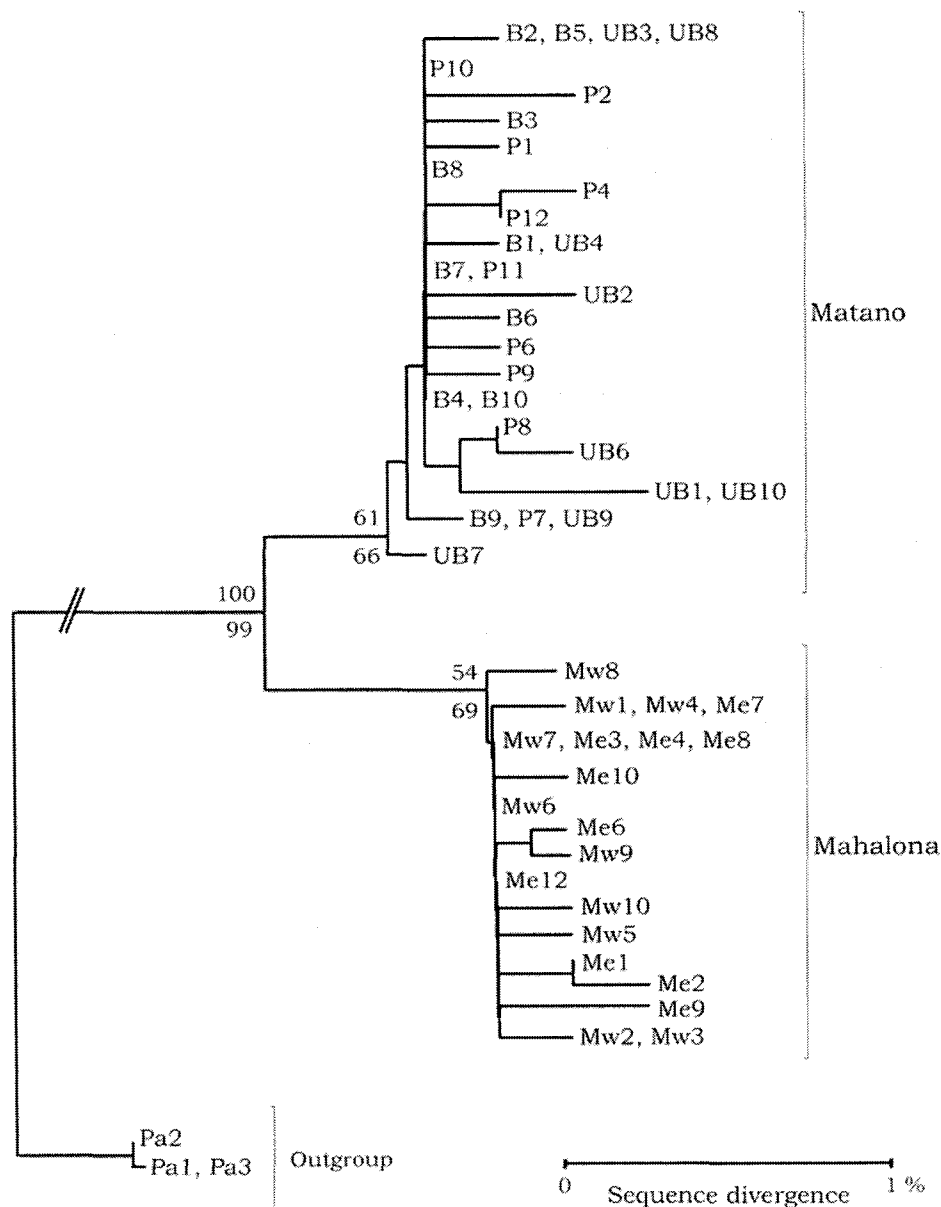 B2, B5, UB3, UB8
P10
P2
B3
P1
B8
P4
P12
B1, UB4
B7, P11
UB2
B6
Matano
P6
P9
B4, B10
P8
UB6
UB1, UB10
B9, P7, UB9
61
66
UB7
100
99
54
69
Mw8
Mw1, Mw4, Me7
Mw7, Me3, Me4, Me8
Me10
Mw6
Me6
Mw9
Mahalona
Me12
Mw10
Mw5
Me1
Me2
Me9
Mw2, Mw3
Pa2
Pa1, Pa3
Outgroup
0
1 %
Sequence divergence